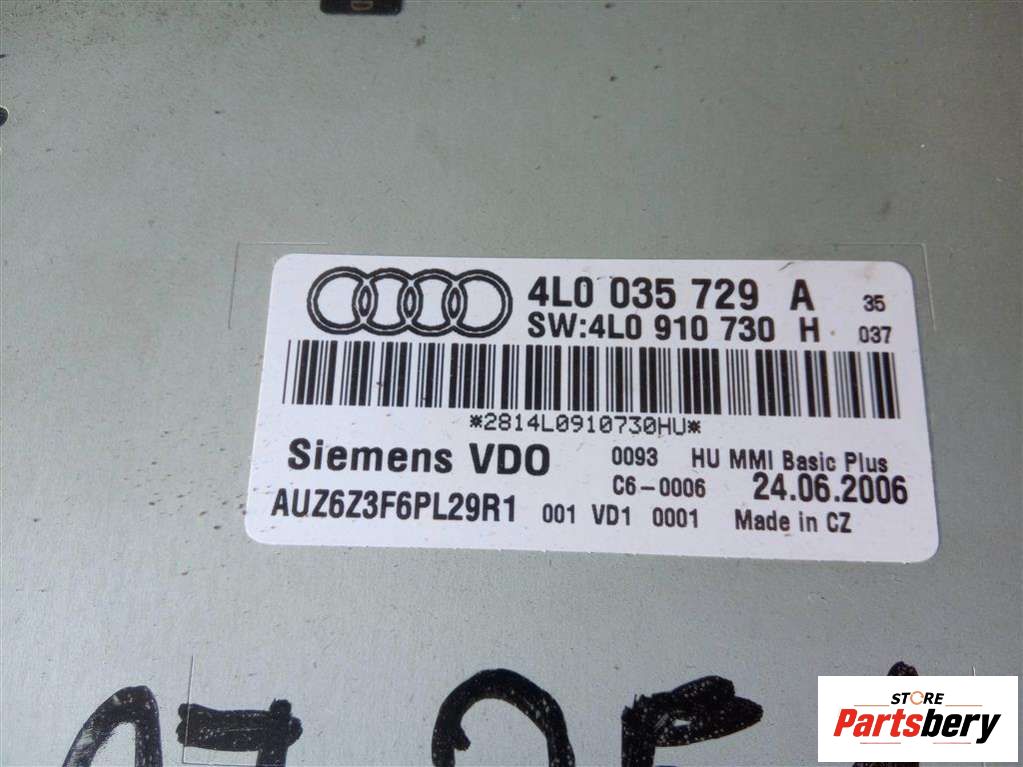 4L0 035 729 A 35
SW:4L0 910 730 H 037
*2814L0910730HU*
Siemens VDO 0093 HU MMI Basic Plus
C6-0006 24.06.2006
AUZ6Z3F6PL29R1 001 VD1 0001 Made in CZ
STORE
Partsbery